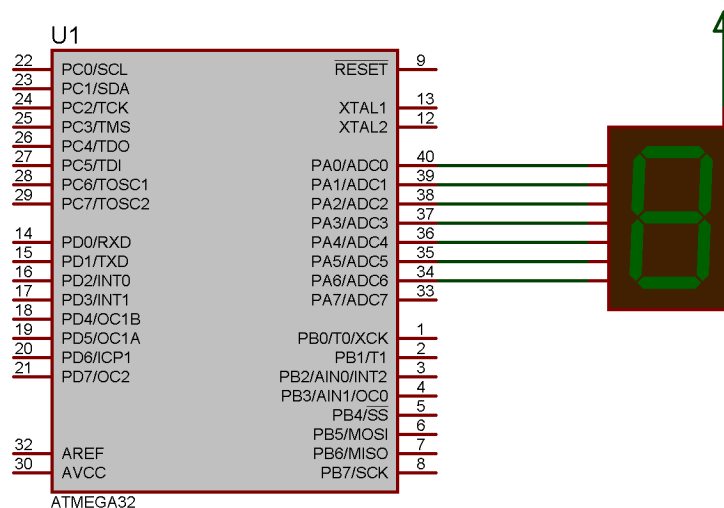 U1
22 PC0/SCL RESET 9
23 PC1/SDA
24 PC2/TCK XTAL1 13
25 PC3/TMS XTAL2 12
26 PC4/TDO
27 PC5/TDI PA0/ADC0 40
28 PC6/TOSC1 PA1/ADC1 39
29 PC7/TOSC2 PA2/ADC2 38
PA3/ADC3 37
14 PD0/RXD PA4/ADC4 36
15 PD1/TXD PA5/ADC5 35
16 PD2/INT0 PA6/ADC6 34
17 PD3/INT1 PA7/ADC7 33
18 PD4/OC1B
19 PD5/OC1A PB0/T0/XCK 1
20 PD6/ICP1 PB1/T1 2
21 PD7/OC2 PB2/AIN0/INT2 3
PB3/AIN1/OC0 4
PB4/SS 5
PB5/MOSI 6
32 AREF PB6/MISO 7
30 AVCC PB7/SCK 8
ATMEGA32